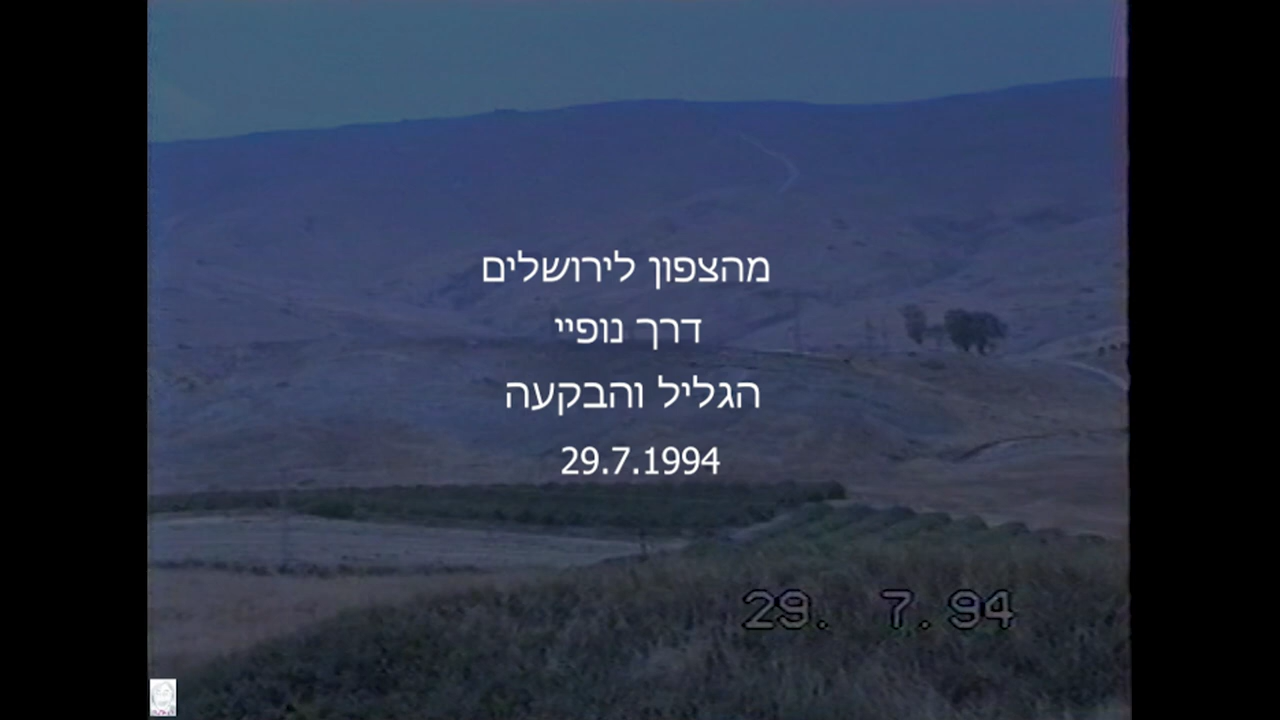 מהצפון לירושלים
דרך נופיי
הגליל והבקעה
29.7.1994
29. 7.94